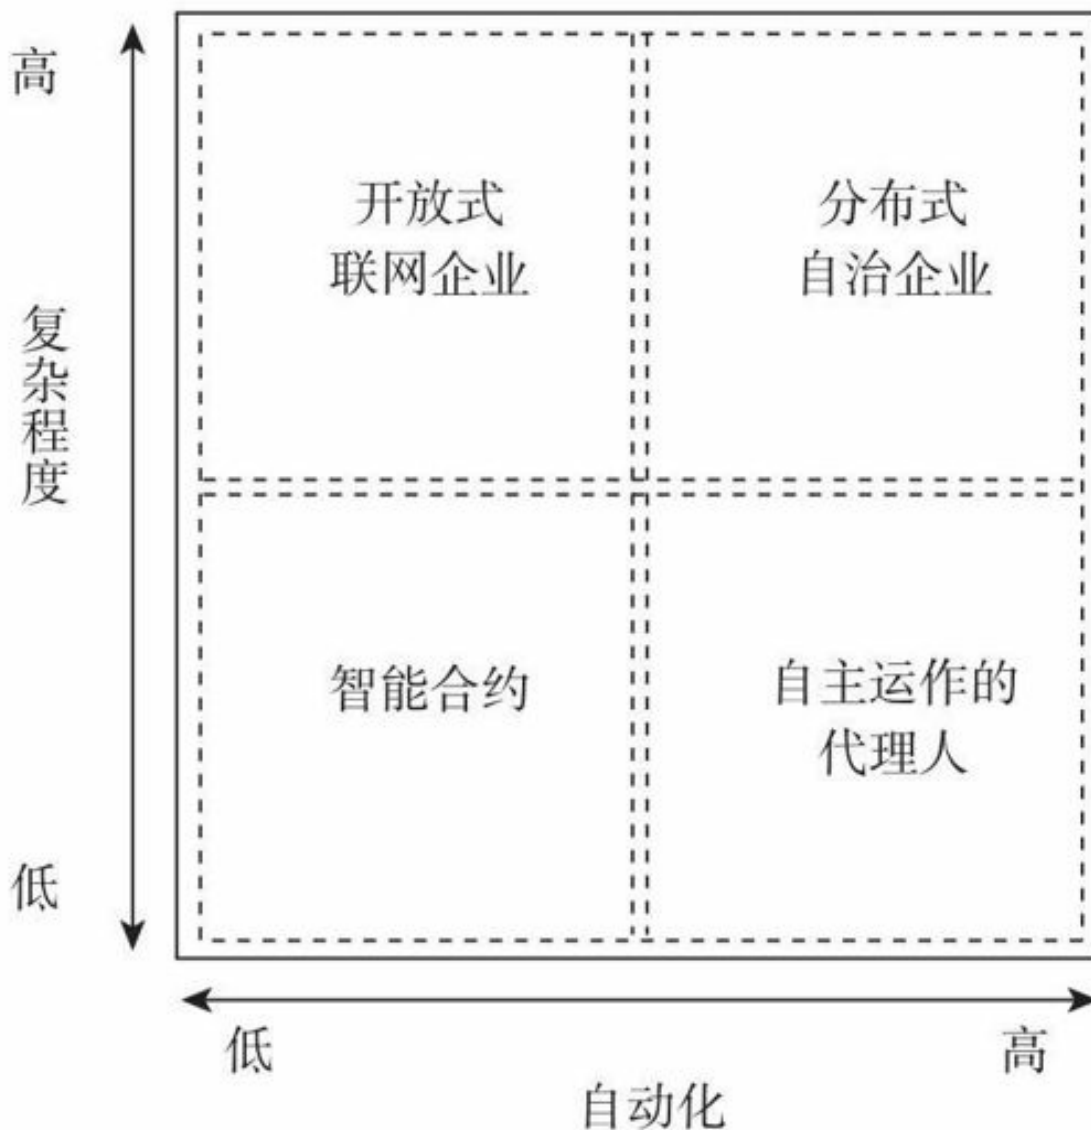 高
开放式
联网企业
分布式
自治企业
复杂程度
智能合约
自主运作的
代理人
低
低
高
自动化